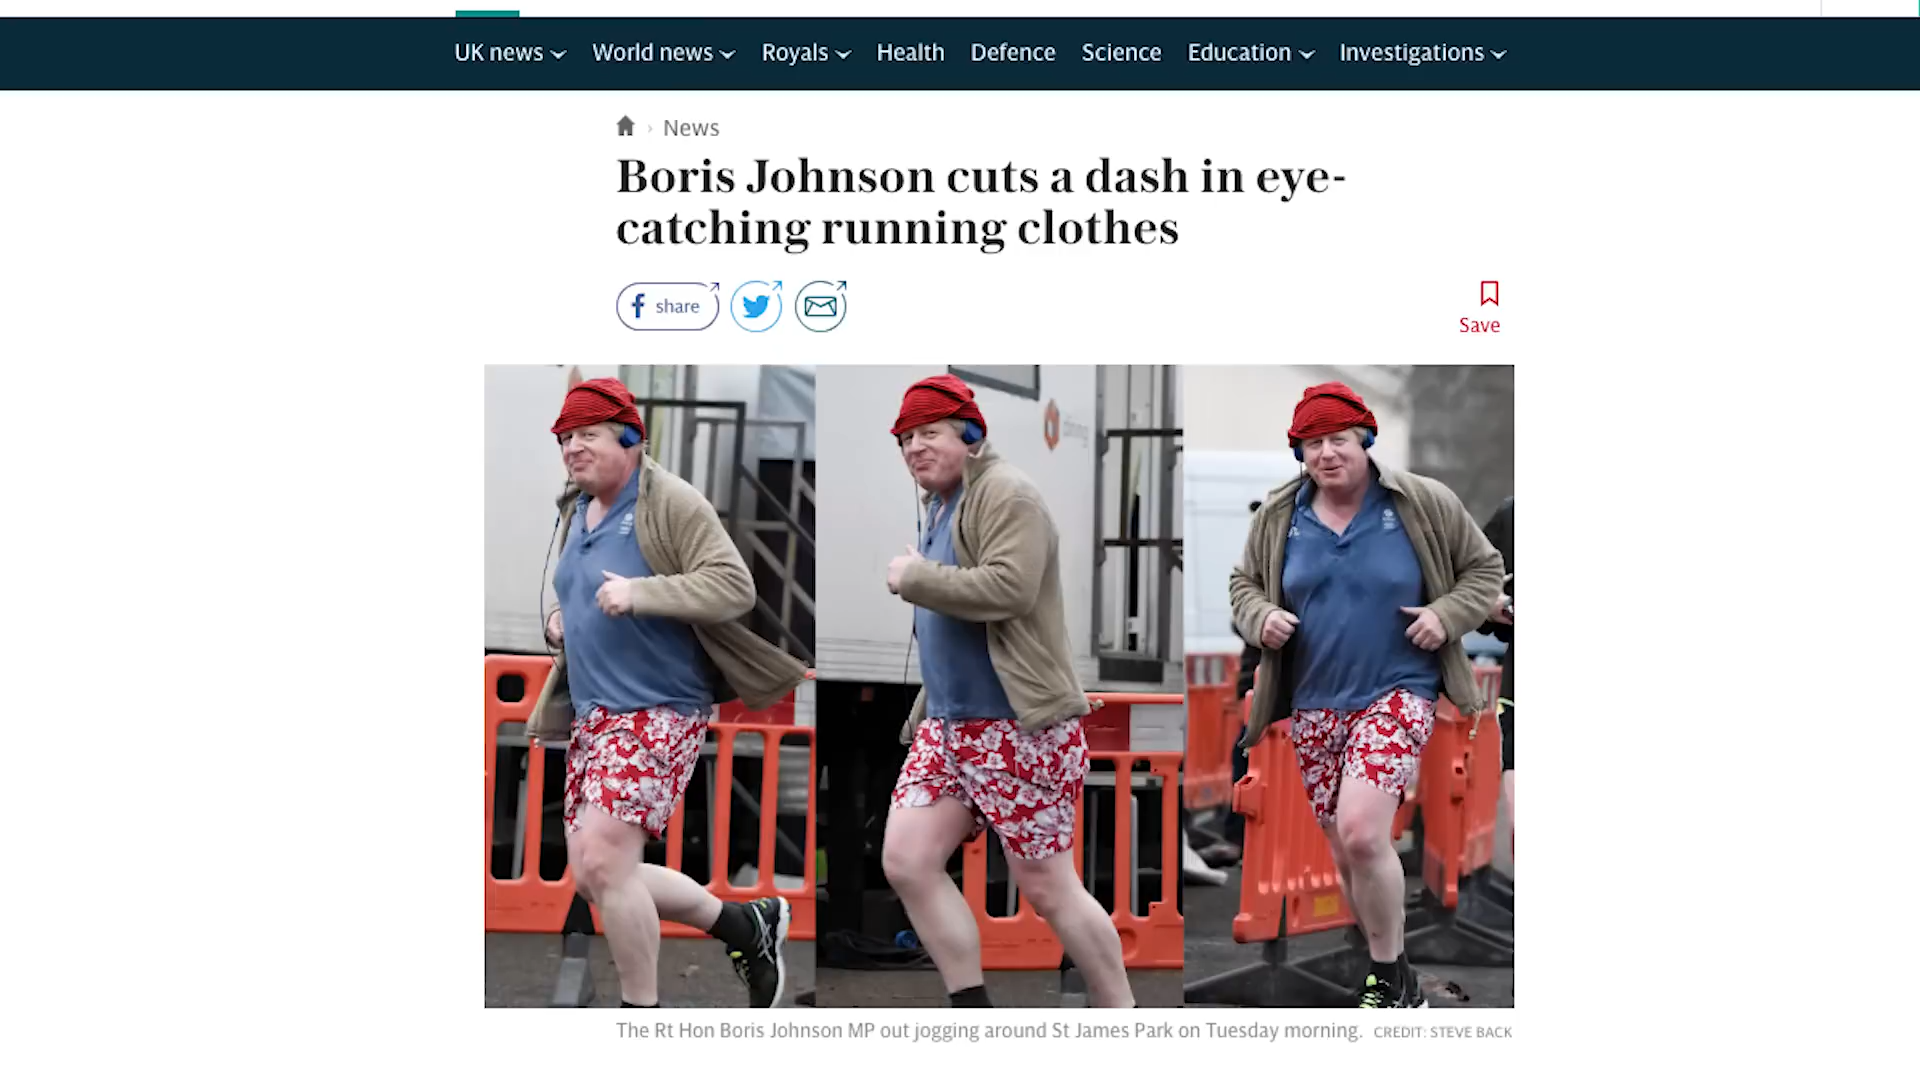 UK news World news Royals Health Defence Science Education Investigations
News
Boris Johnson cuts a dash in eye-
catching running clothes
share
Save
The Rt Hon Boris Johnson MP out jogging around St James Park on Tuesday morning. CREDIT: STEVE BACK